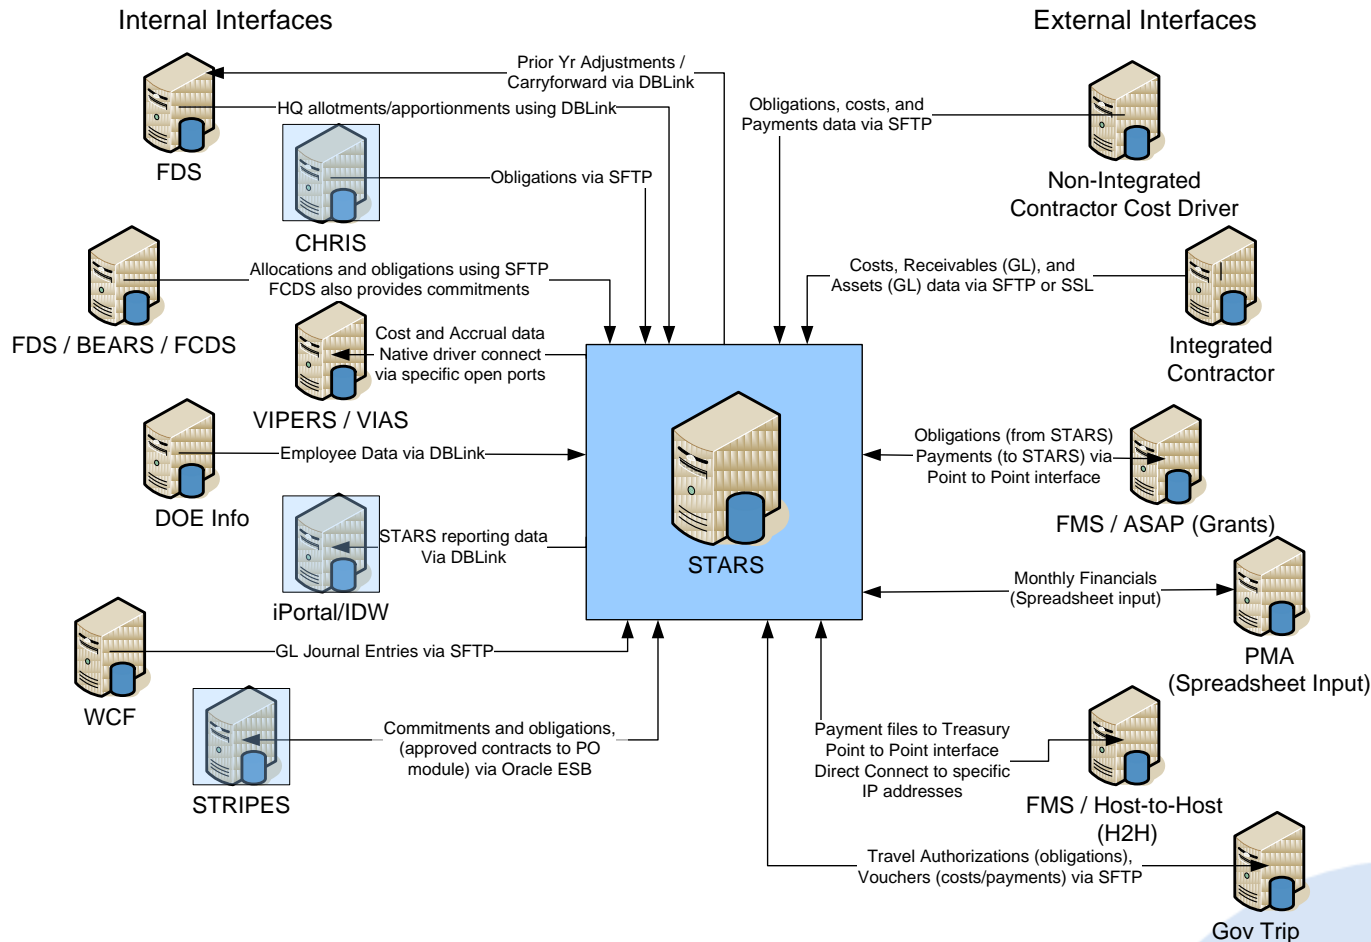 Internal Interfaces
External Interfaces
Prior Yr Adjustments /
Carryforward via DBLink
HQ allotments/apportionments using DBLink
FDS
Obligations via SFTP
CHRIS
Allocations and obligations using SFTP
FCDS also provides commitments
FDS / BEARS / FCDS
Cost and Accrual data
Native driver connect
via specific open ports
VIPERS / VIAS
Employee Data via DBLink
DOE Info
STARS reporting data
Via DBLink
iPortal/IDW
GL Journal Entries via SFTP
WCF
Commitments and obligations,
(approved contracts to PO
module) via Oracle ESB
STRIPES
STARS
Obligations, costs, and
Payments data via SFTP
Non-Integrated
Contractor Cost Driver
Costs, Receivables (GL), and
Assets (GL) data via SFTP or SSL
Integrated
Contractor
Obligations (from STARS)
Payments (to STARS) via
Point to Point interface
FMS / ASAP (Grants)
Monthly Financials
(Spreadsheet input)
PMA
(Spreadsheet Input)
Payment files to Treasury
Point to Point interface
Direct Connect to specific
IP addresses
FMS / Host-to-Host
(H2H)
Travel Authorizations (obligations),
Vouchers (costs/payments) via SFTP
Gov Trip